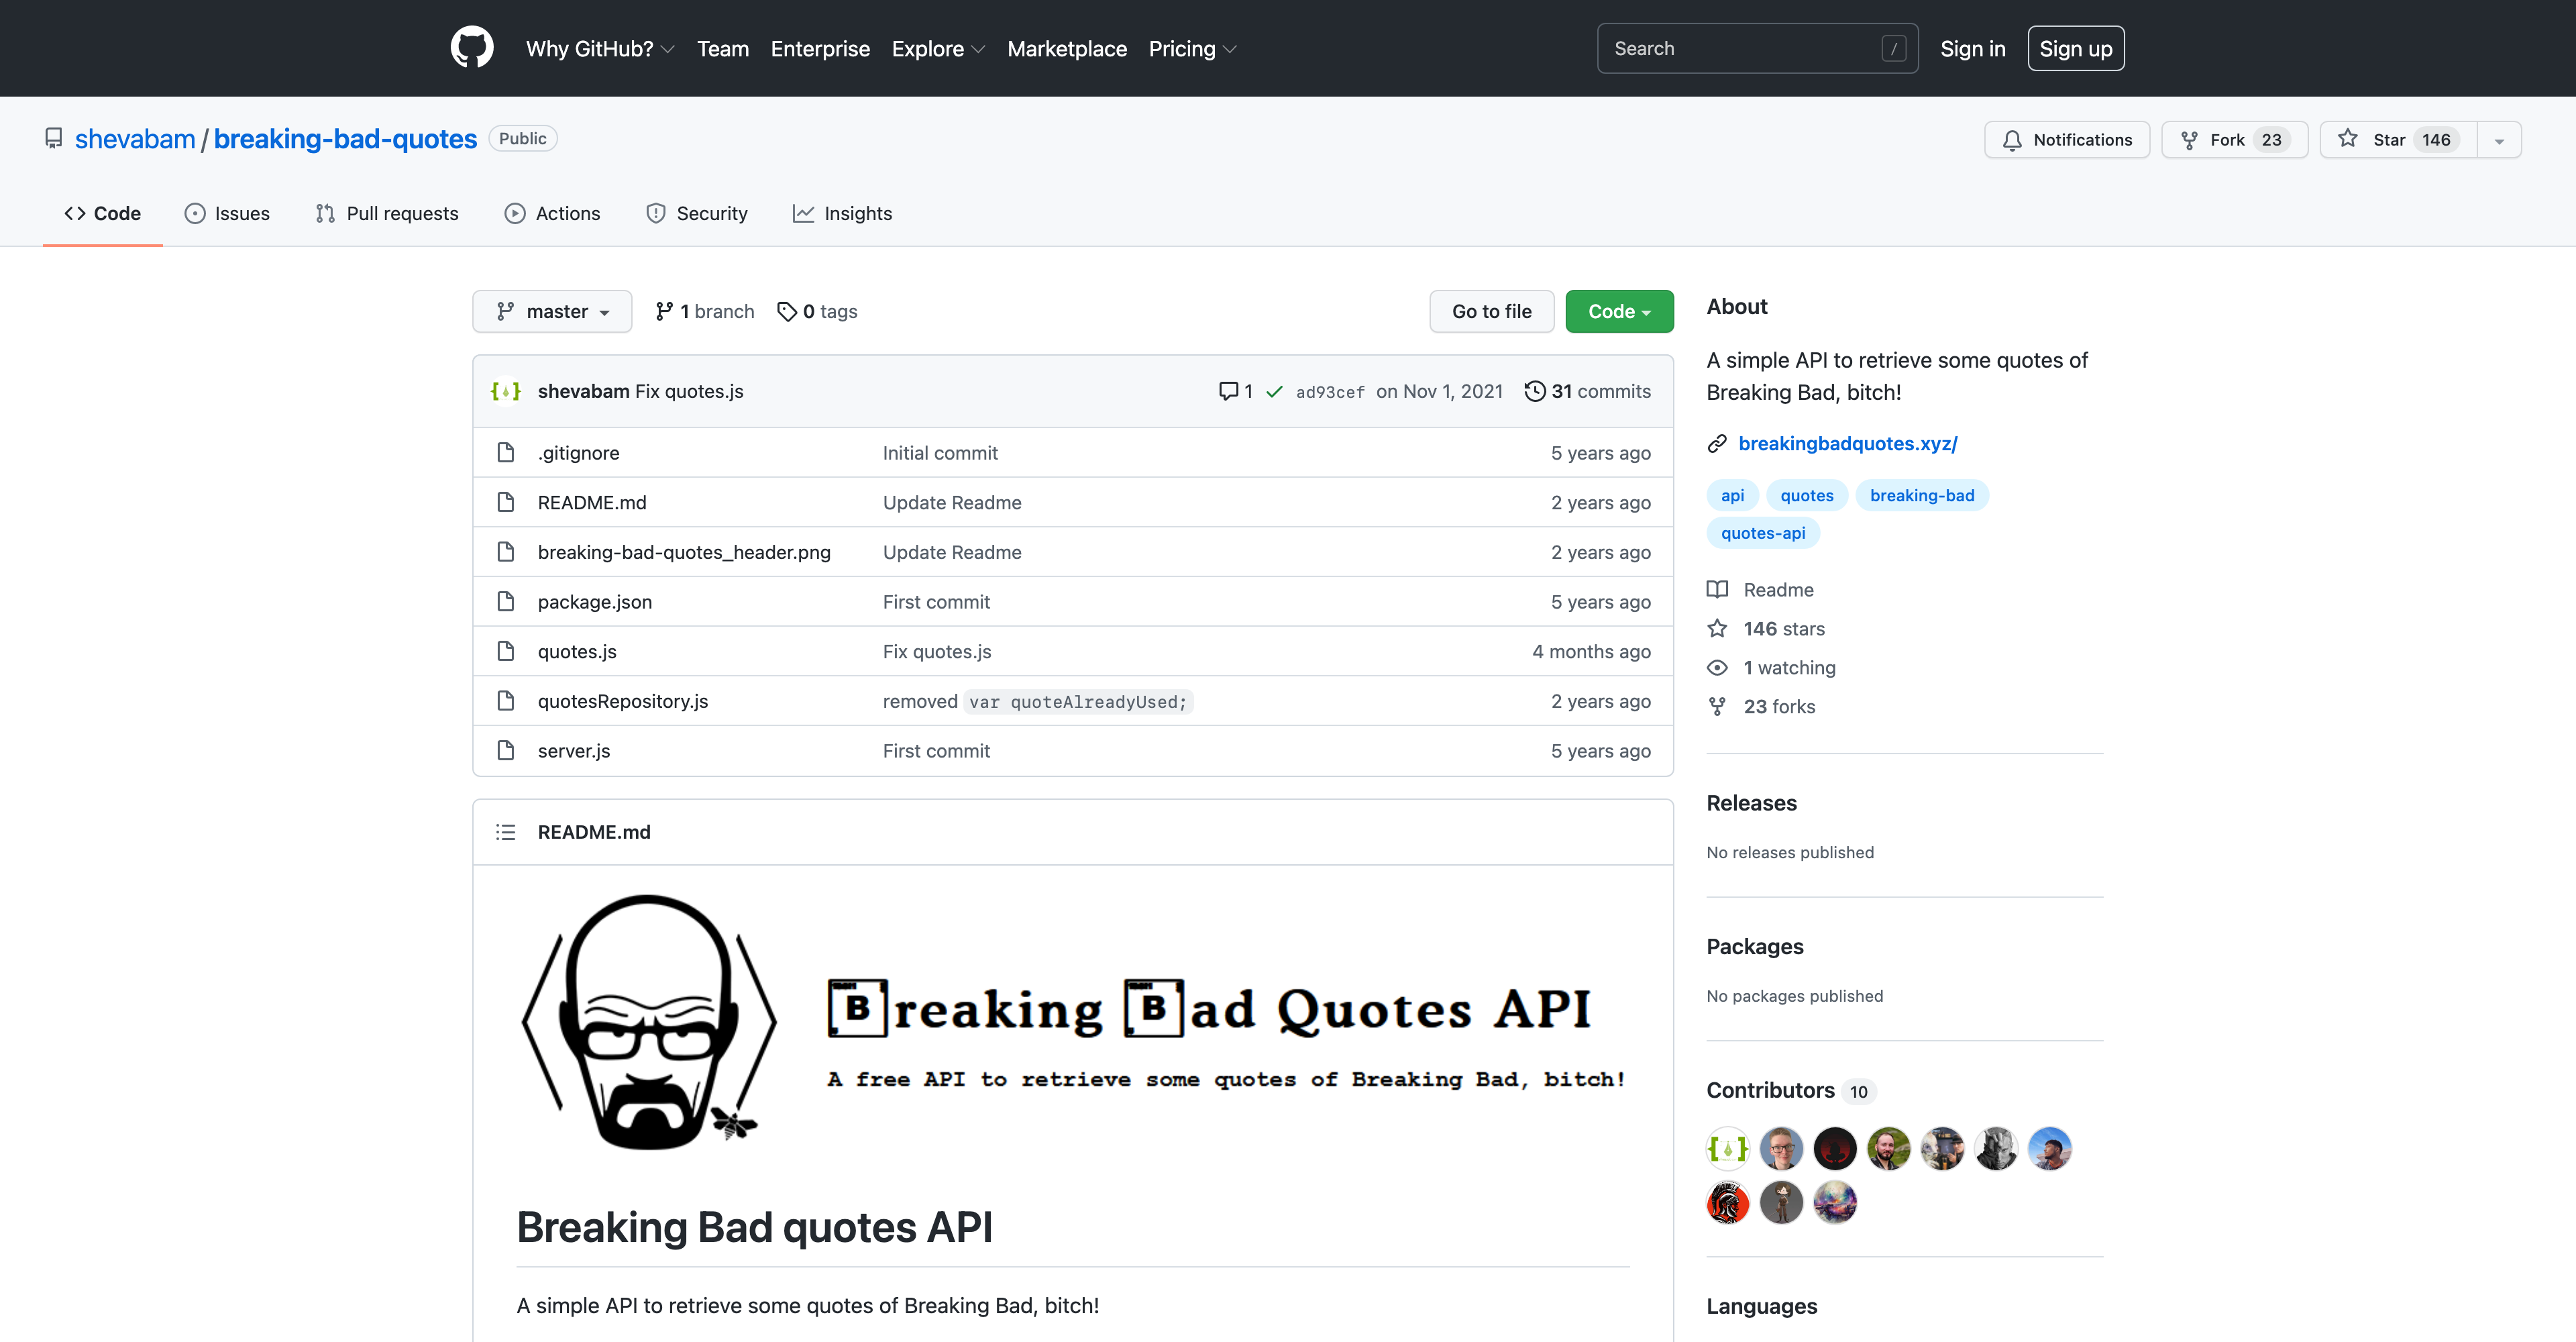 Why GitHub? Team Enterprise Explore Marketplace Pricing Search / Sign in Sign up
shevabam / breaking-bad-quotes Public Notifications Fork 23 Star 146
Code Issues Pull requests Actions Security Insights
master 1 branch 0 tags Go to file Code
shevabam Fix quotes.js 1 ad93cef on Nov 1, 2021 31 commits
.gitignore Initial commit 5 years ago
README.md Update Readme 2 years ago
breaking-bad-quotes_header.png Update Readme 2 years ago
package.json First commit 5 years ago
quotes.js Fix quotes.js 4 months ago
quotesRepository.js removed var quoteAlreadyUsed; 2 years ago
server.js First commit 5 years ago
README.md
Breaking Bad Quotes API
A free API to retrieve some quotes of Breaking Bad, bitch!
Breaking Bad quotes API
A simple API to retrieve some quotes of Breaking Bad, bitch!
About
A simple API to retrieve some quotes of
Breaking Bad, bitch!
breakingbadquotes.xyz/
api quotes breaking-bad
quotes-api
Readme
146 stars
1 watching
23 forks
Releases
No releases published
Packages
No packages published
Contributors 10
Languages